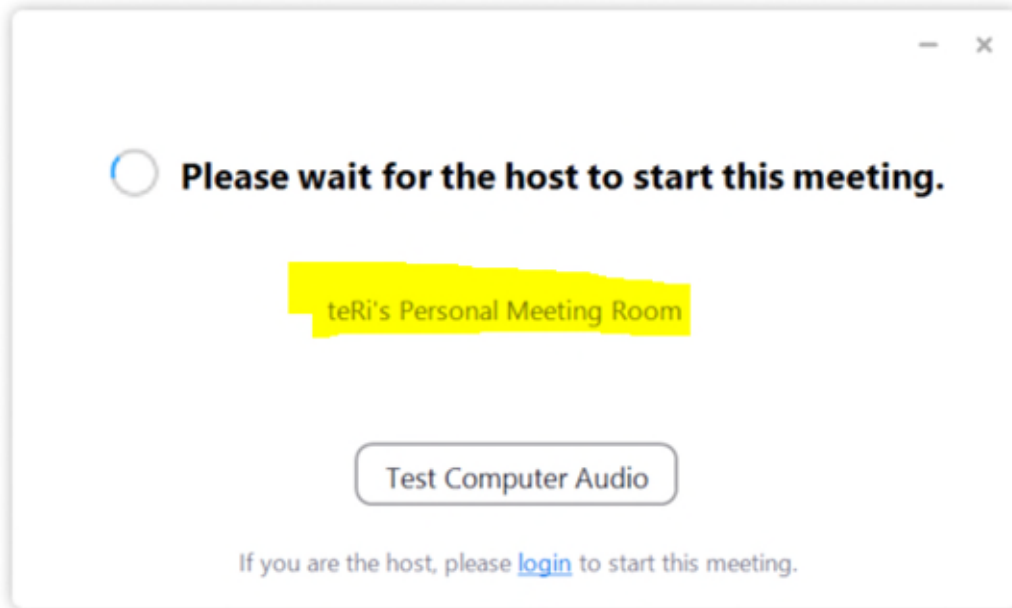 Please wait for the host to start this meeting.
teRi's Personal Meeting Room
Test Computer Audio
If you are the host, please login to start this meeting.